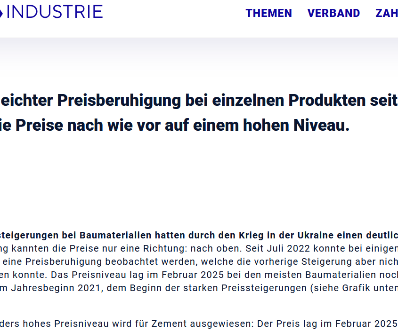 INDUSTRIE THEMEN VERBAND ZAH
eichter Preisberuhigung bei einzelnen Produkten seit
ie Preise nach wie vor auf einem hohen Niveau.
steigerungen bei Baumaterialien hatten durch den Krieg in der Ukraine einen deutlic
ng kannten die Preise nur eine Richtung: nach oben. Seit Juli 2022 konnte bei einigen
eine Preisberuhigung beobachtet werden, welche die vorherige Steigerung aber nich
en konnte. Das Preisniveau lag im Februar 2025 bei den meisten Baumaterialien noch
m Jahresbeginn 2021, dem Beginn der starken Preissteigerungen (siehe Grafik unten
ders hohes Preisniveau wird für Zement ausgewiesen: Der Preis lag im Februar 2025